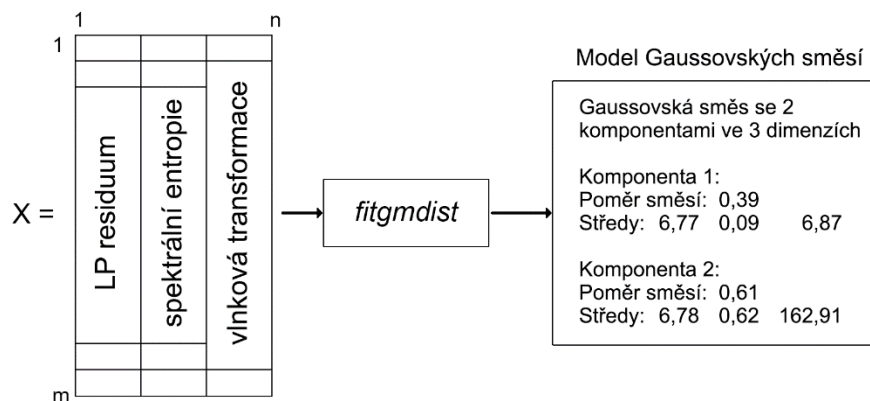 1 n
1
X =
m
LP residuum
spektrální entropie
vlnková transformace
fitgmdist
Model Gaussovských směsí
Gaussovská směs se 2
komponentami ve 3 dimenzích
Komponenta 1:
Poměr směsí: 0,39
Středy: 6,77 0,09 6,87
Komponenta 2:
Poměr směsí: 0,61
Středy: 6,78 0,62 162,91